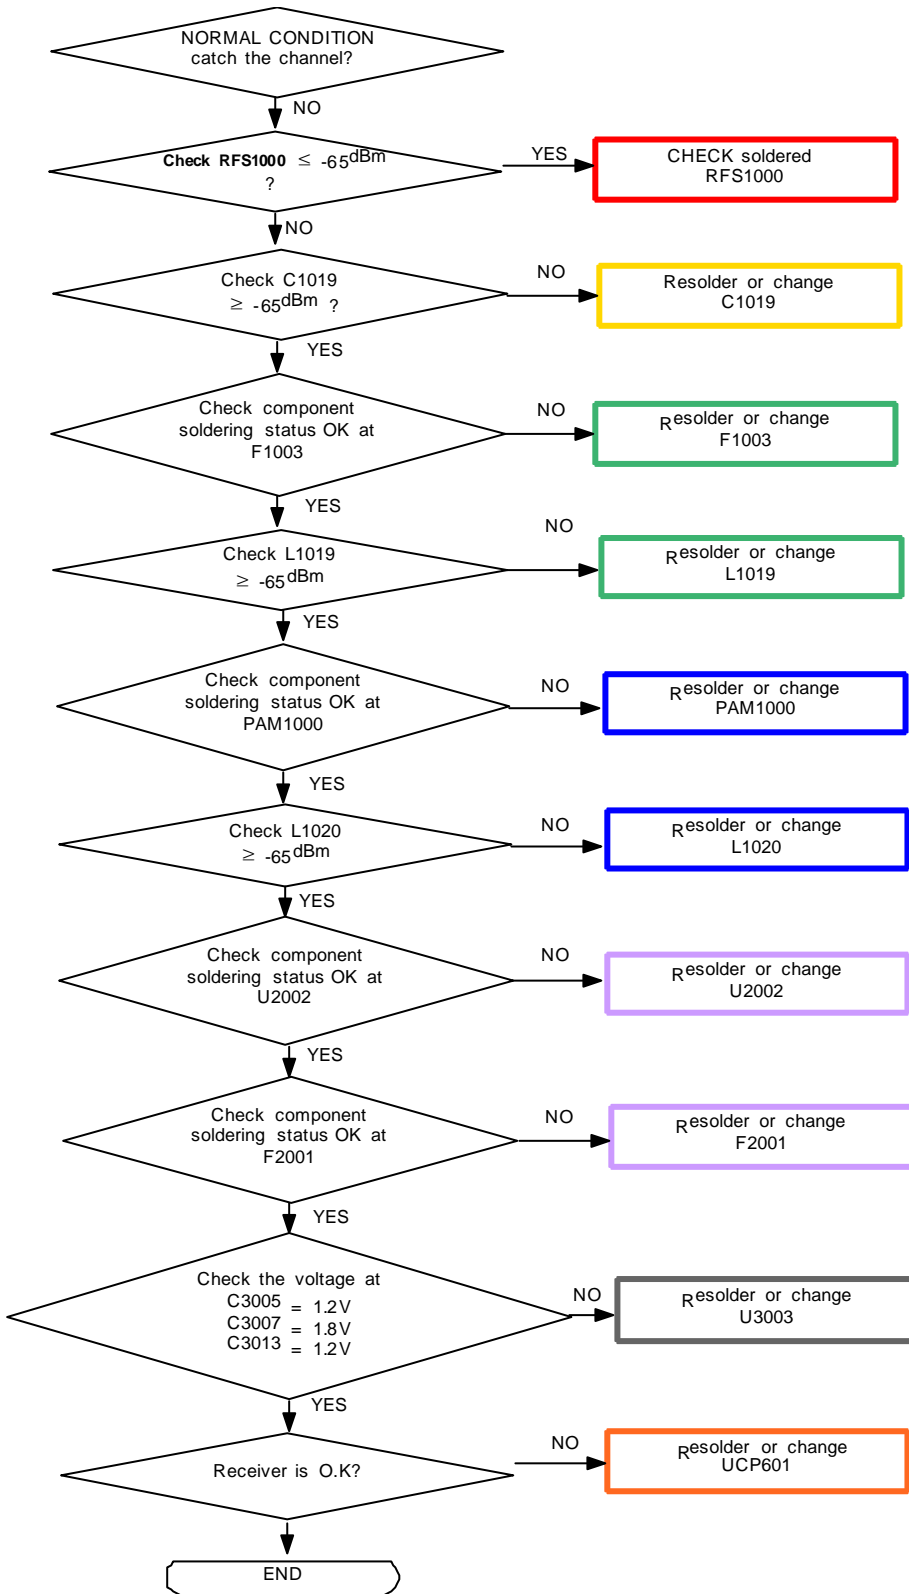 NORMAL CONDITION
catch the channel?
NO
Check RFS1000 ≤ -65dBm
?
YES
CHECK soldered
RFS1000
NO
Check C1019
≥ -65dBm ?
NO
Resolder or change
C1019
YES
Check component
soldering status OK at
F1003
NO
Resolder or change
F1003
YES
Check L1019
≥ -65dBm
NO
Resolder or change
L1019
YES
Check component
soldering status OK at
PAM1000
NO
Resolder or change
PAM1000
YES
Check L1020
≥ -65dBm
NO
Resolder or change
L1020
YES
Check component
soldering status OK at
U2002
NO
Resolder or change
U2002
YES
Check component
soldering status OK at
F2001
NO
Resolder or change
F2001
YES
Check the voltage at
C3005 = 1.2V
C3007 = 1.8V
C3013 = 1.2V
NO
Resolder or change
U3003
YES
Receiver is O.K?
NO
Resolder or change
UCP601
END